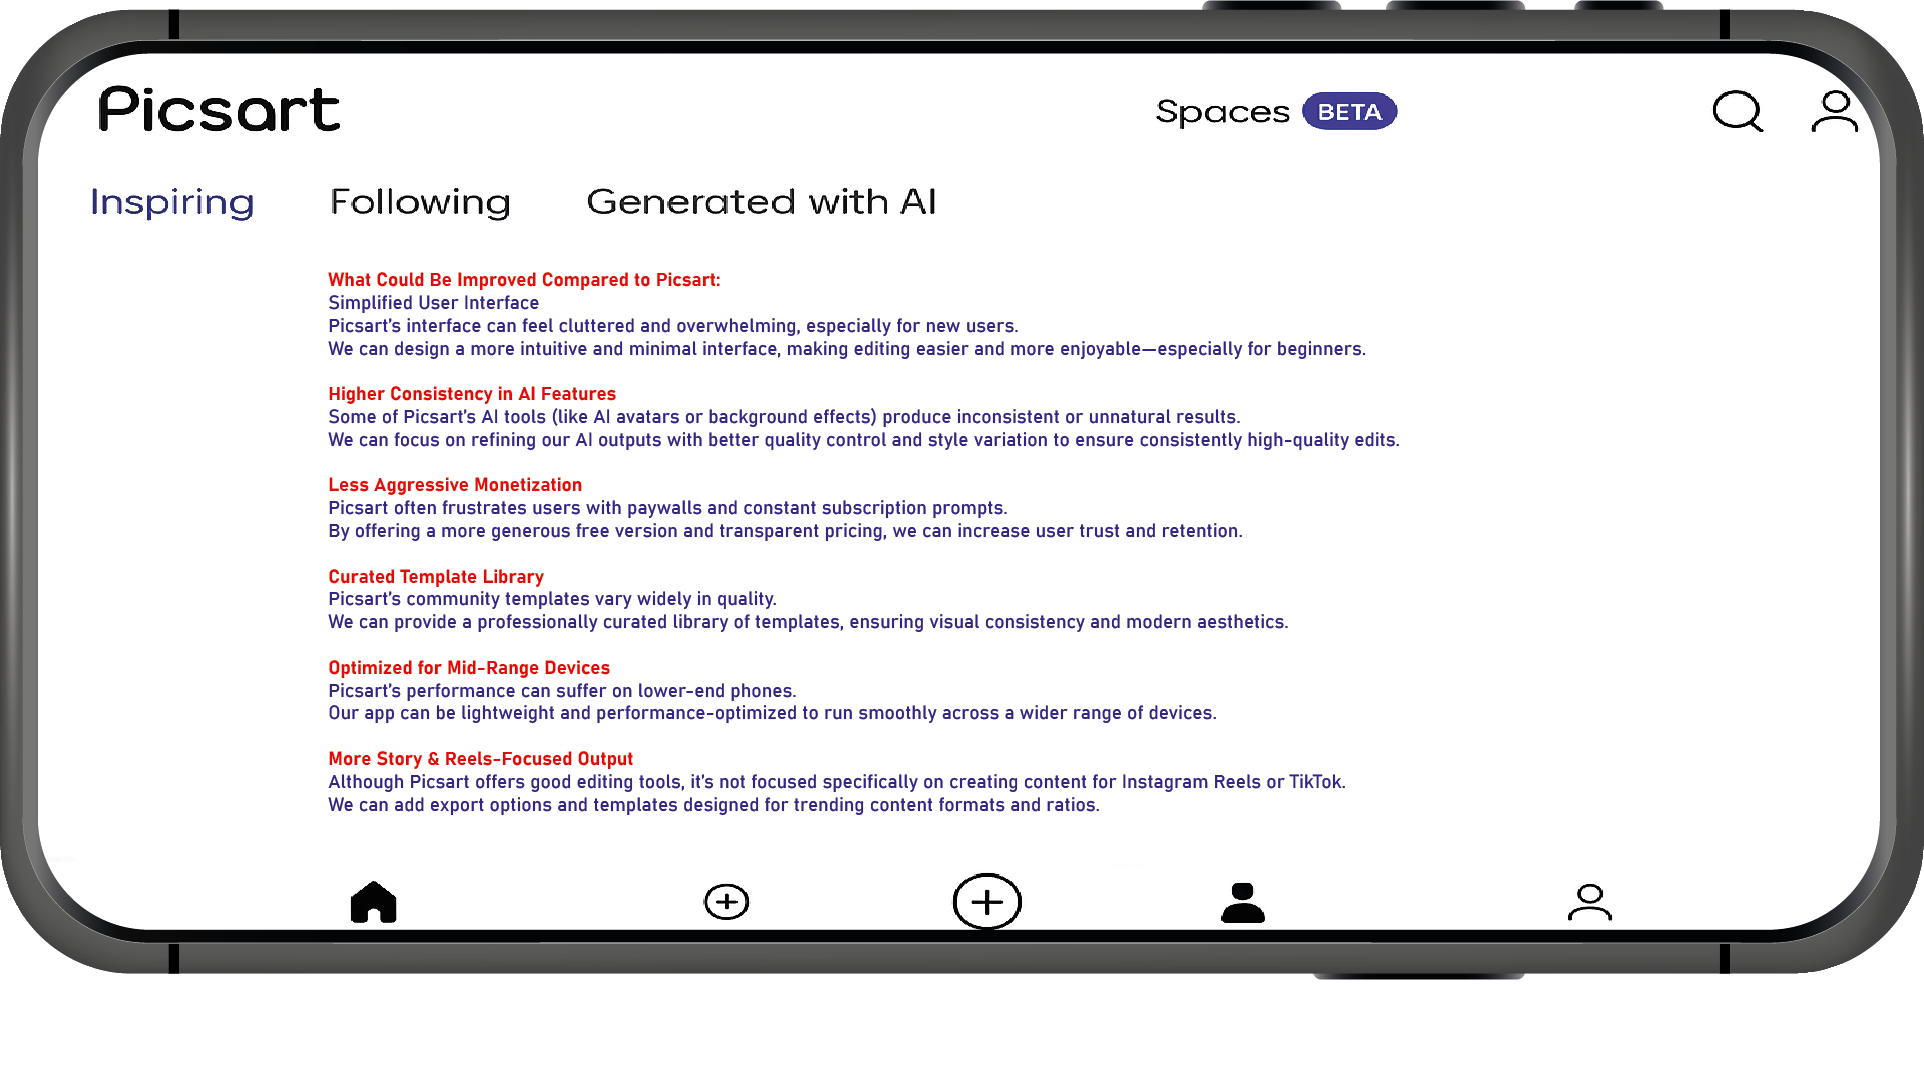 Picsart
Spaces BETA
Inspiring Following Generated with AI
What Could Be Improved Compared to Picsart:
Simplified User Interface
Picsart's interface can feel cluttered and overwhelming, especially for new users.
We can design a more intuitive and minimal interface, making editing easier and more enjoyable—especially for beginners.
Higher Consistency in AI Features
Some of Picsart's AI tools (like AI avatars or background effects) produce inconsistent or unnatural results.
We can focus on refining our AI outputs with better quality control and style variation to ensure consistently high-quality edits.
Less Aggressive Monetization
Picsart often frustrates users with paywalls and constant subscription prompts.
By offering a more generous free version and transparent pricing, we can increase user trust and retention.
Curated Template Library
Picsart's community templates vary widely in quality.
We can provide a professionally curated library of templates, ensuring visual consistency and modern aesthetics.
Optimized for Mid-Range Devices
Picsart's performance can suffer on lower-end phones.
Our app can be lightweight and performance-optimized to run smoothly across a wider range of devices.
More Story & Reels-Focused Output
Although Picsart offers good editing tools, it's not focused specifically on creating content for Instagram Reels or TikTok.
We can add export options and templates designed for trending content formats and ratios.